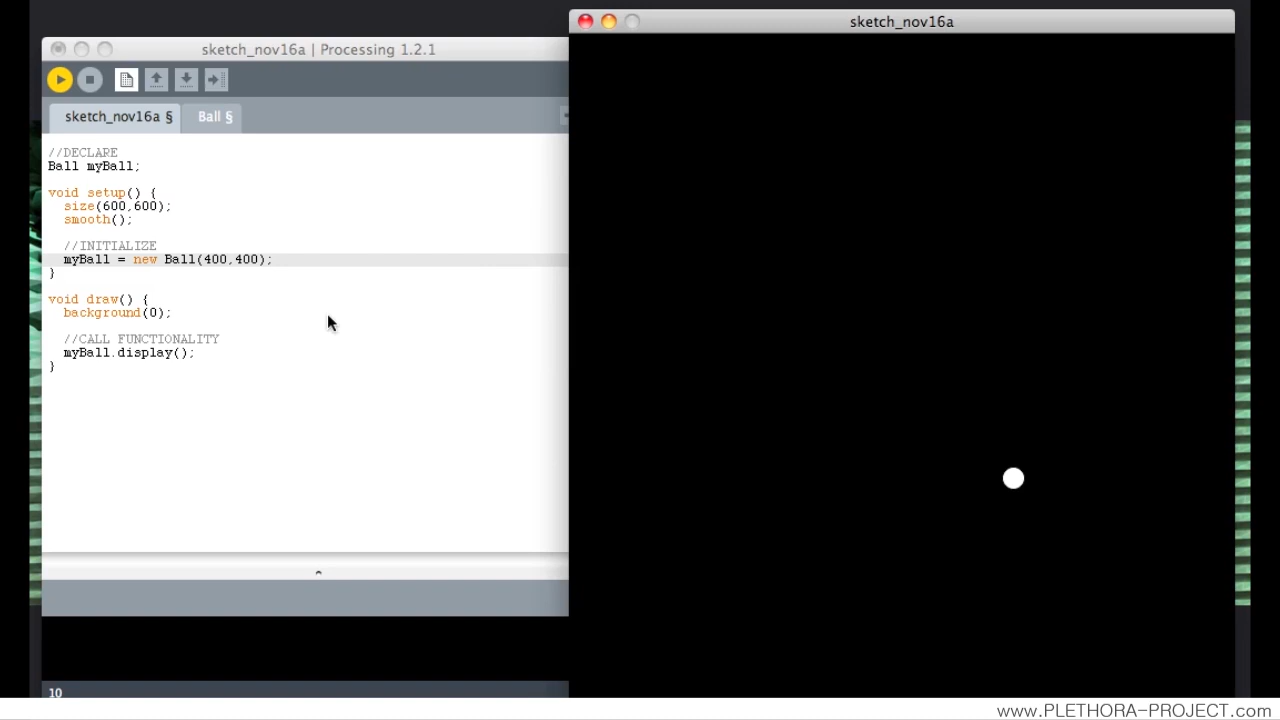 sketch_nov16a | Processing 1.2.1
sketch_nov16a § Ball §
//DECLARE
Ball myBall;
void setup() {
size(600,600);
smooth();
//INITIALIZE
myBall = new Ball(400,400);
}
void draw() {
background(0);
//CALL FUNCTIONALITY
myBall.display();
}
10
sketch_nov16a
www.PLETHORA-PROJECT.com